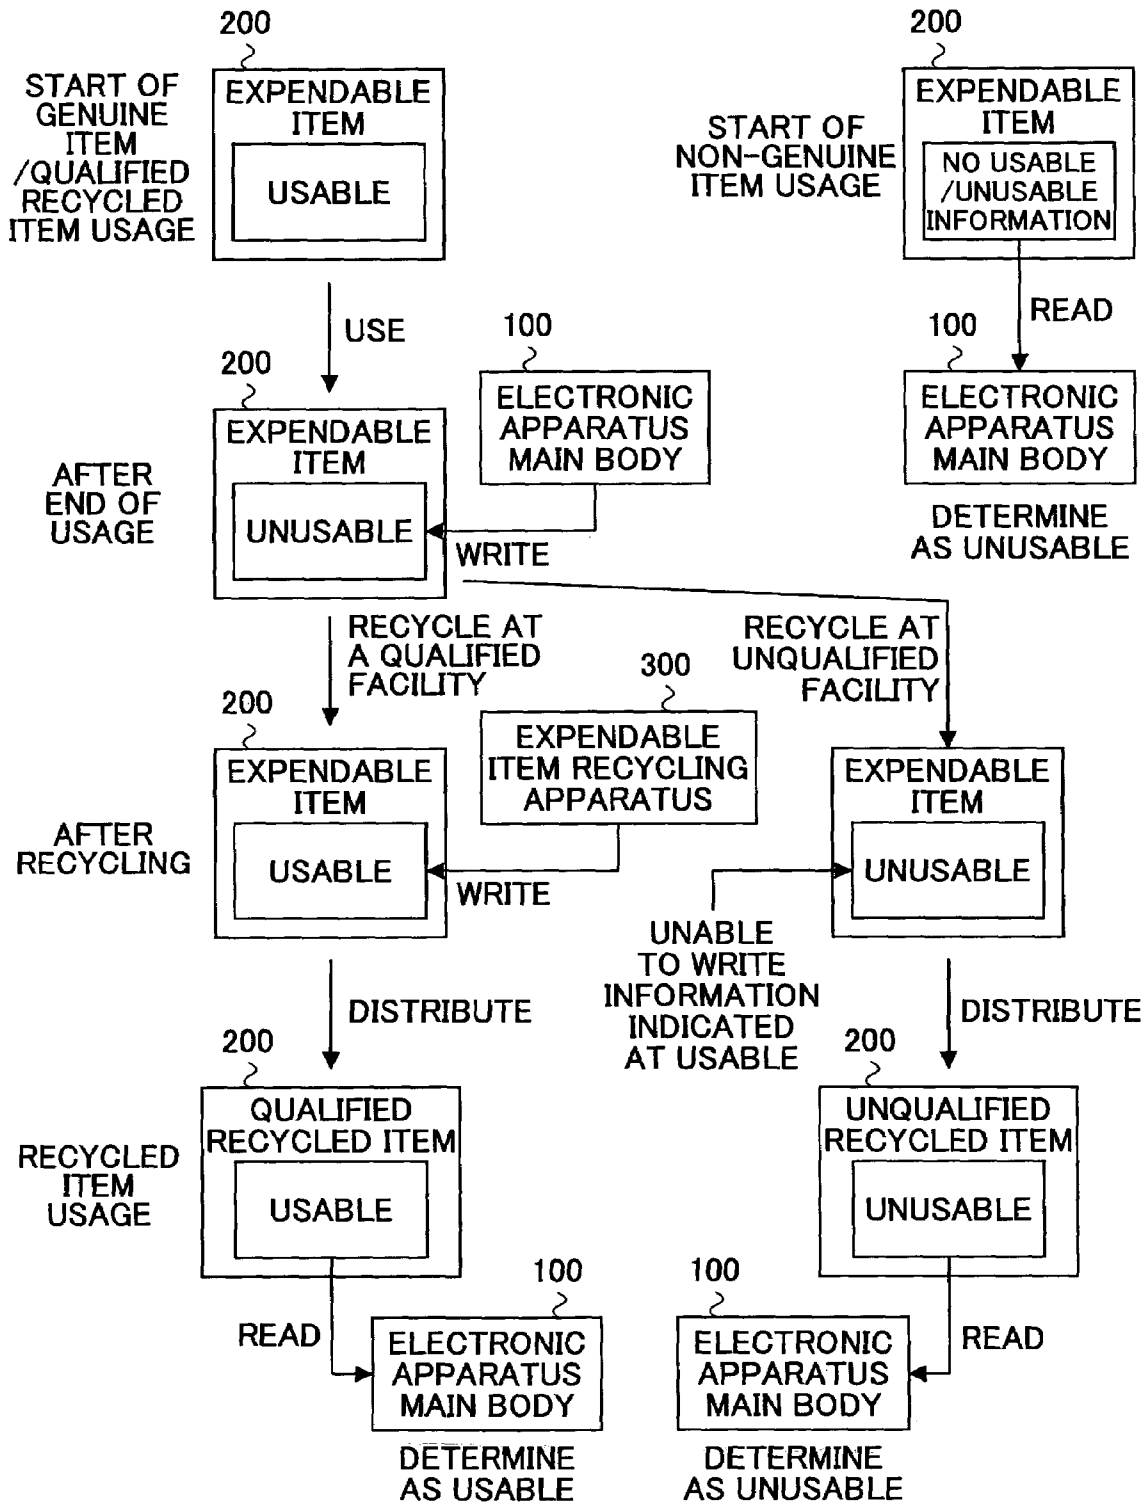 200
START OF
GENUINE
ITEM
/QUALIFIED
RECYCLED
ITEM USAGE
EXPENDABLE
ITEM
USABLE
200
START OF
NON-GENUINE
ITEM USAGE
EXPENDABLE
ITEM
NO USABLE
/UNUSABLE
INFORMATION
USE
READ
100
ELECTRONIC
APPARATUS
MAIN BODY
DETERMINE
AS UNUSABLE
200
AFTER
END OF
USAGE
EXPENDABLE
ITEM
UNUSABLE
100
ELECTRONIC
APPARATUS
MAIN BODY
WRITE
RECYCLE AT
A QUALIFIED
FACILITY
RECYCLE AT
UNQUALIFIED
FACILITY
200
AFTER
RECYCLING
EXPENDABLE
ITEM
USABLE
300
EXPENDABLE
ITEM RECYCLING
APPARATUS
WRITE
EXPENDABLE
ITEM
UNUSABLE
UNABLE
TO WRITE
INFORMATION
INDICATED
AT USABLE
DISTRIBUTE
DISTRIBUTE
200
RECYCLED
ITEM
USAGE
QUALIFIED
RECYCLED ITEM
USABLE
200
UNQUALIFIED
RECYCLED ITEM
UNUSABLE
READ
100
ELECTRONIC
APPARATUS
MAIN BODY
DETERMINE
AS USABLE
100
ELECTRONIC
APPARATUS
MAIN BODY
READ
DETERMINE
AS UNUSABLE